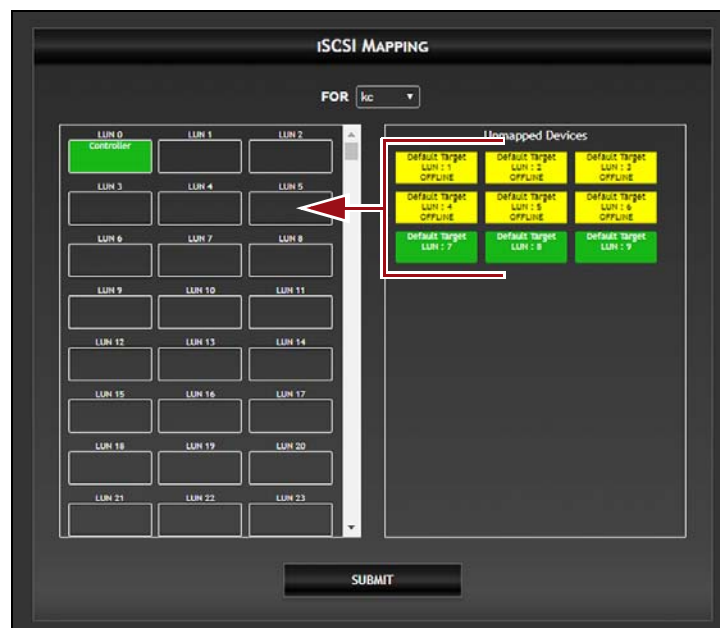 iSCSI MAPPING
FOR kc
LUN 0 LUN 1 LUN 2
Controller
LUN 3 LUN 4 LUN 5
LUN 6 LUN 7 LUN 8
LUN 9 LUN 10 LUN 11
LUN 12 LUN 13 LUN 14
LUN 15 LUN 16 LUN 17
LUN 18 LUN 19 LUN 20
LUN 21 LUN 22 LUN 23
Unmapped Devices
Default Target Default Target Default Target
LUN : 1 LUN : 2 LUN : 3
OFFLINE OFFLINE OFFLINE
Default Target Default Target Default Target
LUN : 4 LUN : 5 LUN : 6
OFFLINE OFFLINE OFFLINE
Default Target Default Target Default Target
LUN : 7 LUN : 8 LUN : 9
SUBMIT